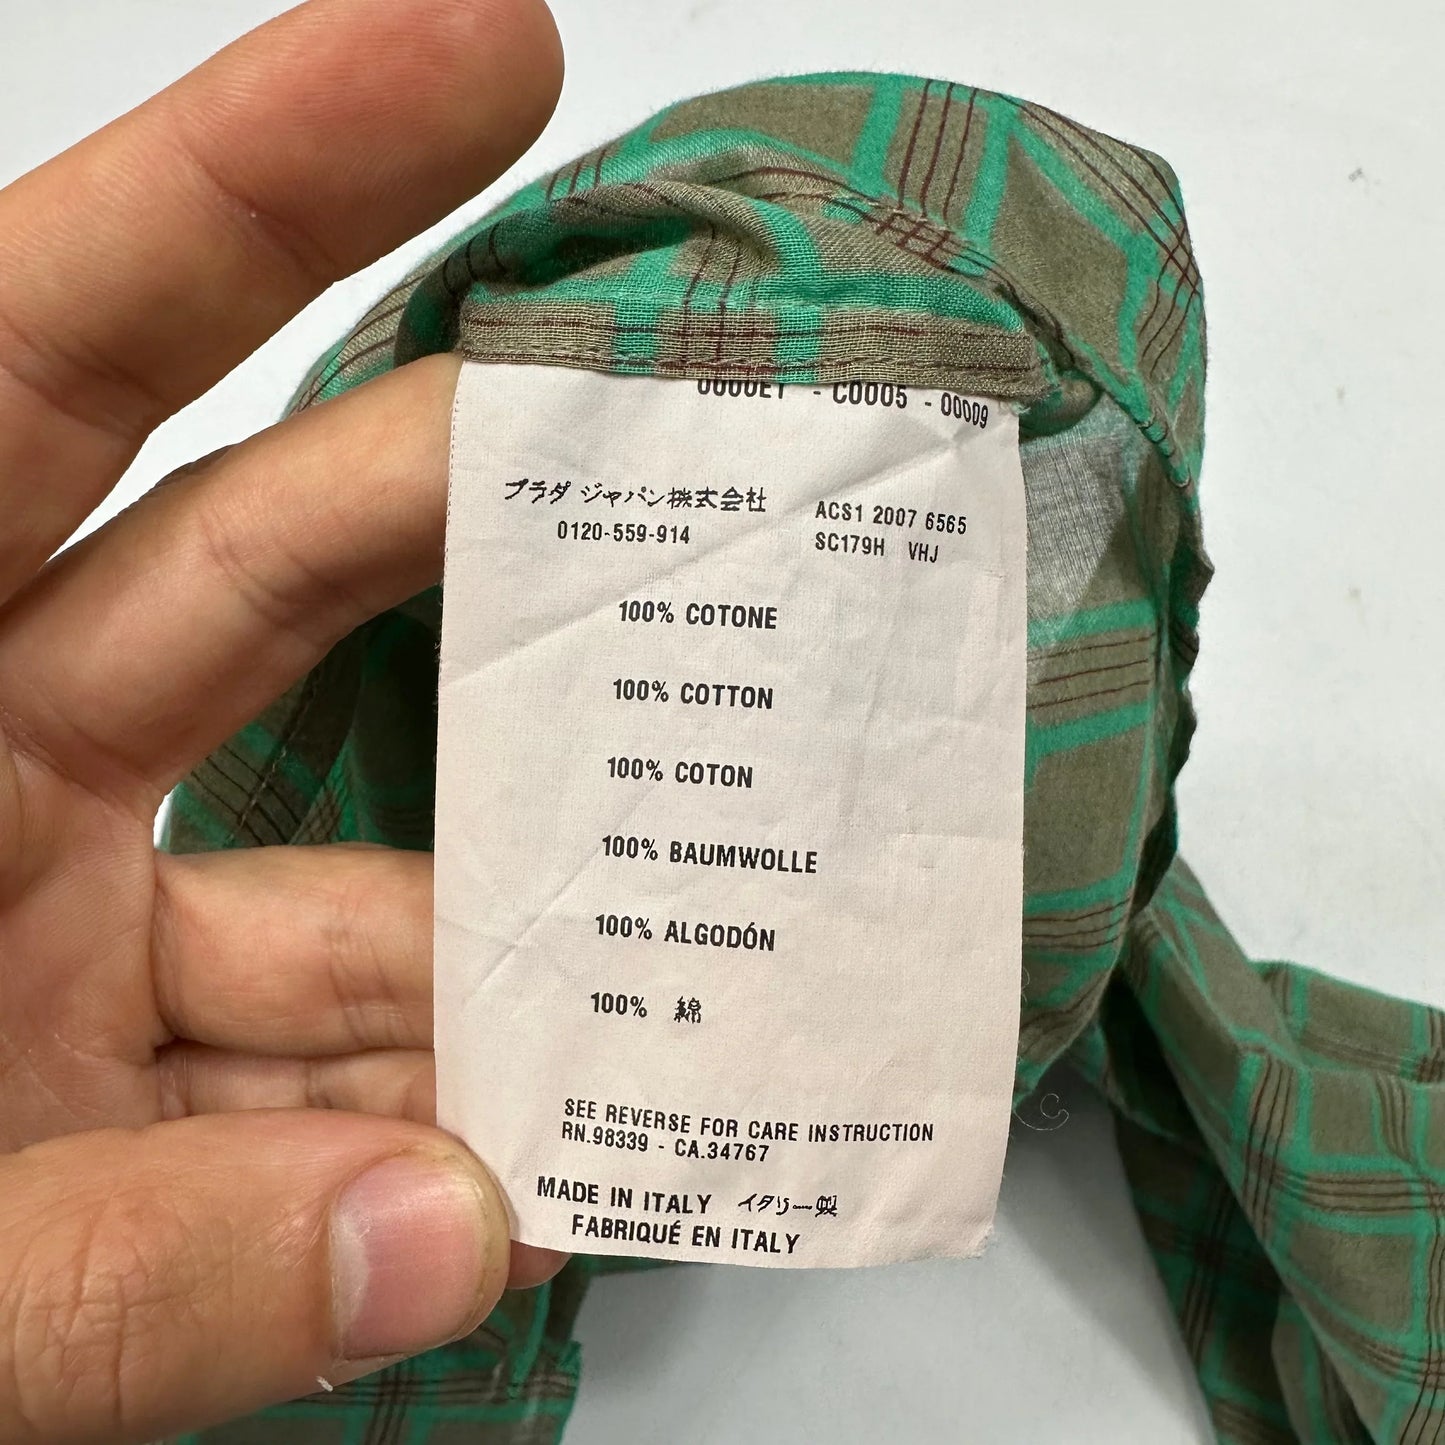 0000E1 - C0005 - 00009
プラダ ジャパン株式会社
0120-559-914
ACS1 2007 6565
SC179H VHJ
100% COTONE
100% COTTON
100% COTON
100% BAUMWOLLE
100% ALGODÓN
100% 綿
SEE REVERSE FOR CARE INSTRUCTION
RN.98339 - CA.34767
MADE IN ITALY イタリー製
FABRIQUÉ EN ITALY